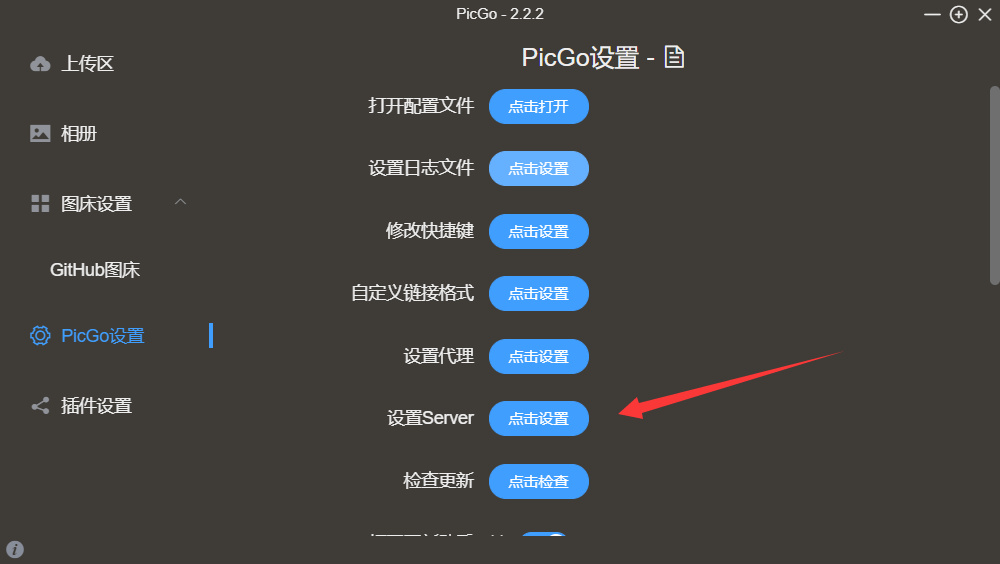 PicGo - 2.2.2
上传区
相册
图床设置
GitHub图床
PicGo设置
插件设置
PicGo设置 -
打开配置文件 点击打开
设置日志文件 点击设置
修改快捷键 点击设置
自定义链接格式 点击设置
设置代理 点击设置
设置Server 点击设置
检查更新 点击检查